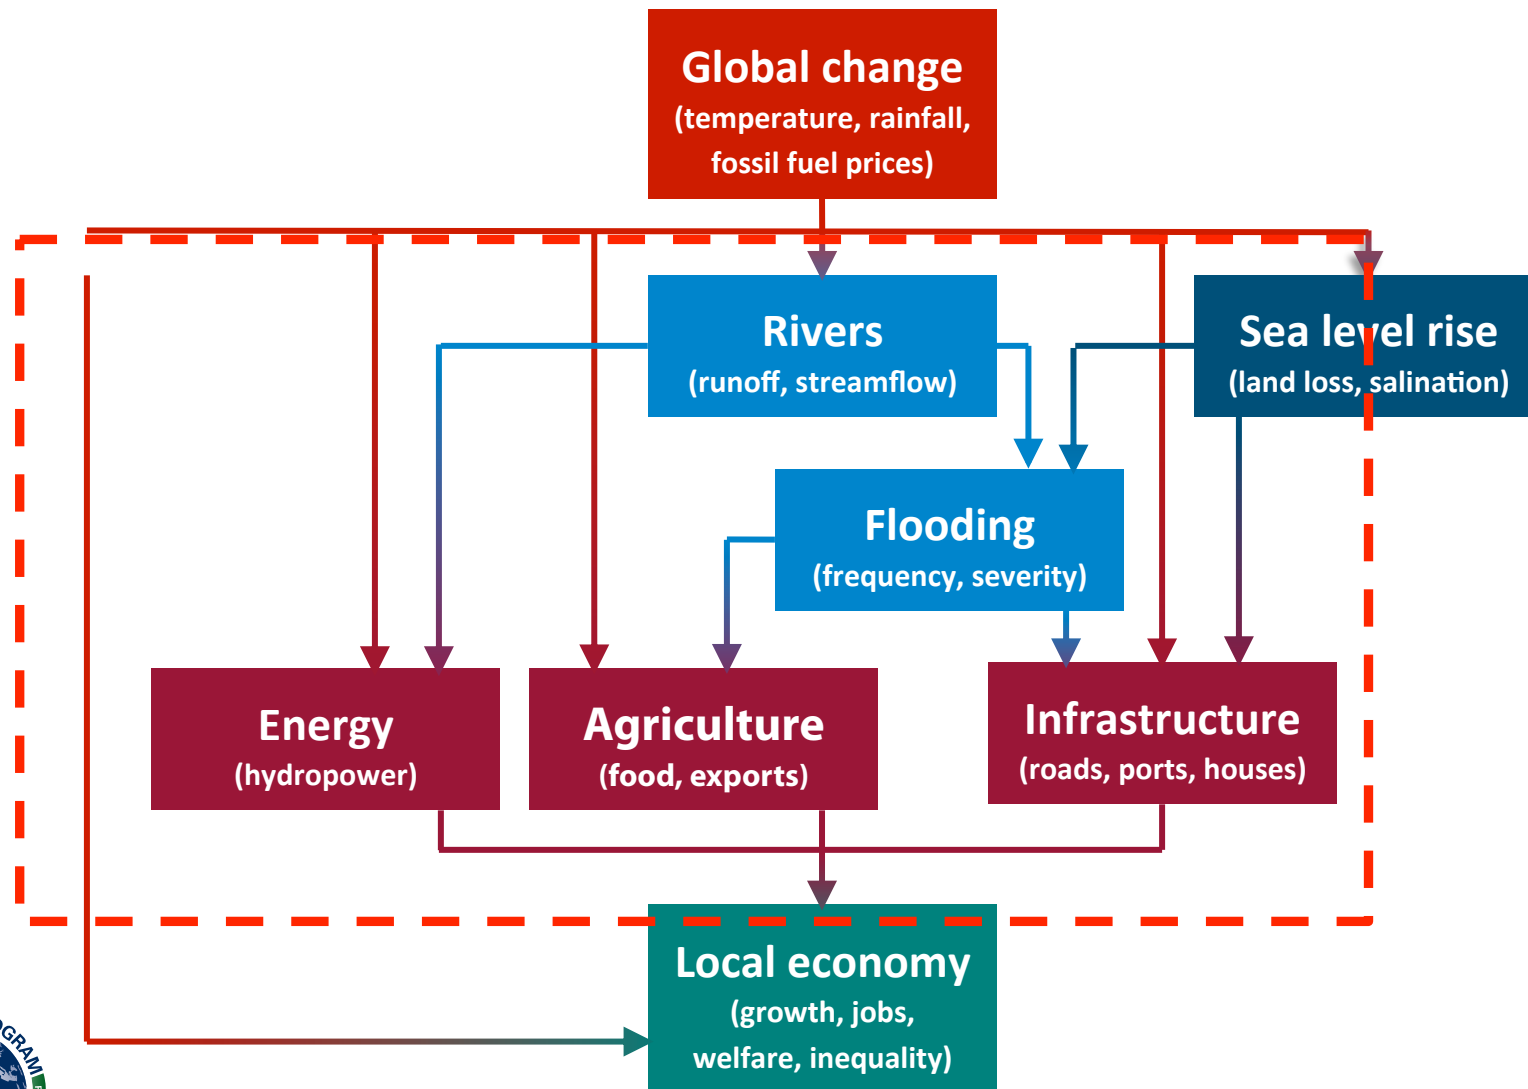 Global change
(temperature, rainfall,
fossil fuel prices)
Rivers
(runoff, streamflow)
Sea level rise
(land loss, salination)
Flooding
(frequency, severity)
Energy
(hydropower)
Agriculture
(food, exports)
Infrastructure
(roads, ports, houses)
Local economy
(growth, jobs,
welfare, inequality)